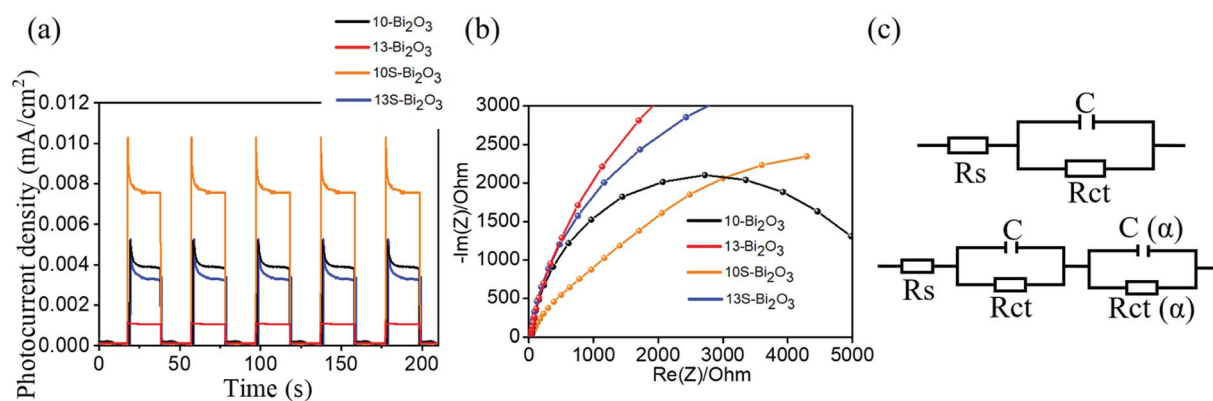 (a)
10-Bi₂O₃
13-Bi₂O₃
10S-Bi₂O₃
13S-Bi₂O₃
Photocurrent density (mA/cm²)
0.012
0.010
0.008
0.006
0.004
0.002
0.000
0 50 100 150 200
Time (s)
(b)
-Im(Z)/Ohm
3000
2500
2000
1500
1000
500
0
10-Bi₂O₃
13-Bi₂O₃
10S-Bi₂O₃
13S-Bi₂O₃
0 1000 2000 3000 4000 5000
Re(Z)/Ohm
(c)
C
Rs
Rct
C C (α)
Rs Rct Rct (α)